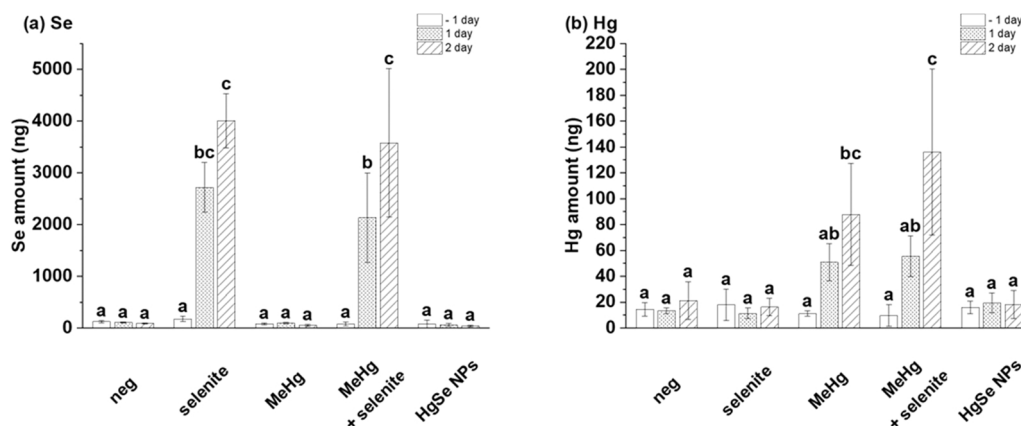 (a) Se
- 1 day
1 day
2 day
Se amount (ng)
5000
4000
3000
2000
1000
0
a
a
a
a
bc
c
a
a
a
a
b
c
a
a
a
neg
selenite
MeHg
MeHg
+ selenite
HgSe NPs
(b) Hg
- 1 day
1 day
2 day
Hg amount (ng)
220
200
180
160
140
120
100
80
60
40
20
0
a
a
a
a
a
a
a
ab
bc
a
ab
c
a
a
a
neg
selenite
MeHg
MeHg
+ selenite
HgSe NPs